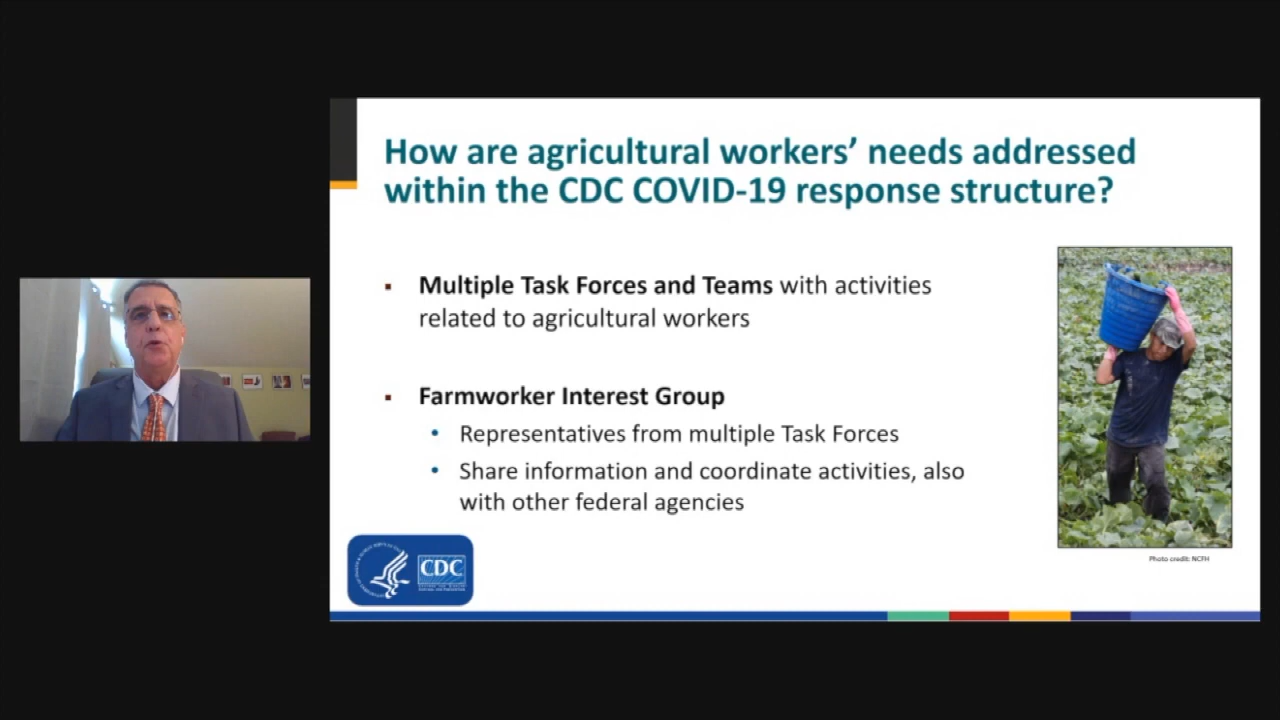 How are agricultural workers’ needs addressed
within the CDC COVID-19 response structure?
▪ Multiple Task Forces and Teams with activities
related to agricultural workers
▪ Farmworker Interest Group
• Representatives from multiple Task Forces
• Share information and coordinate activities, also
with other federal agencies
CDC
Photo credit: NCFH